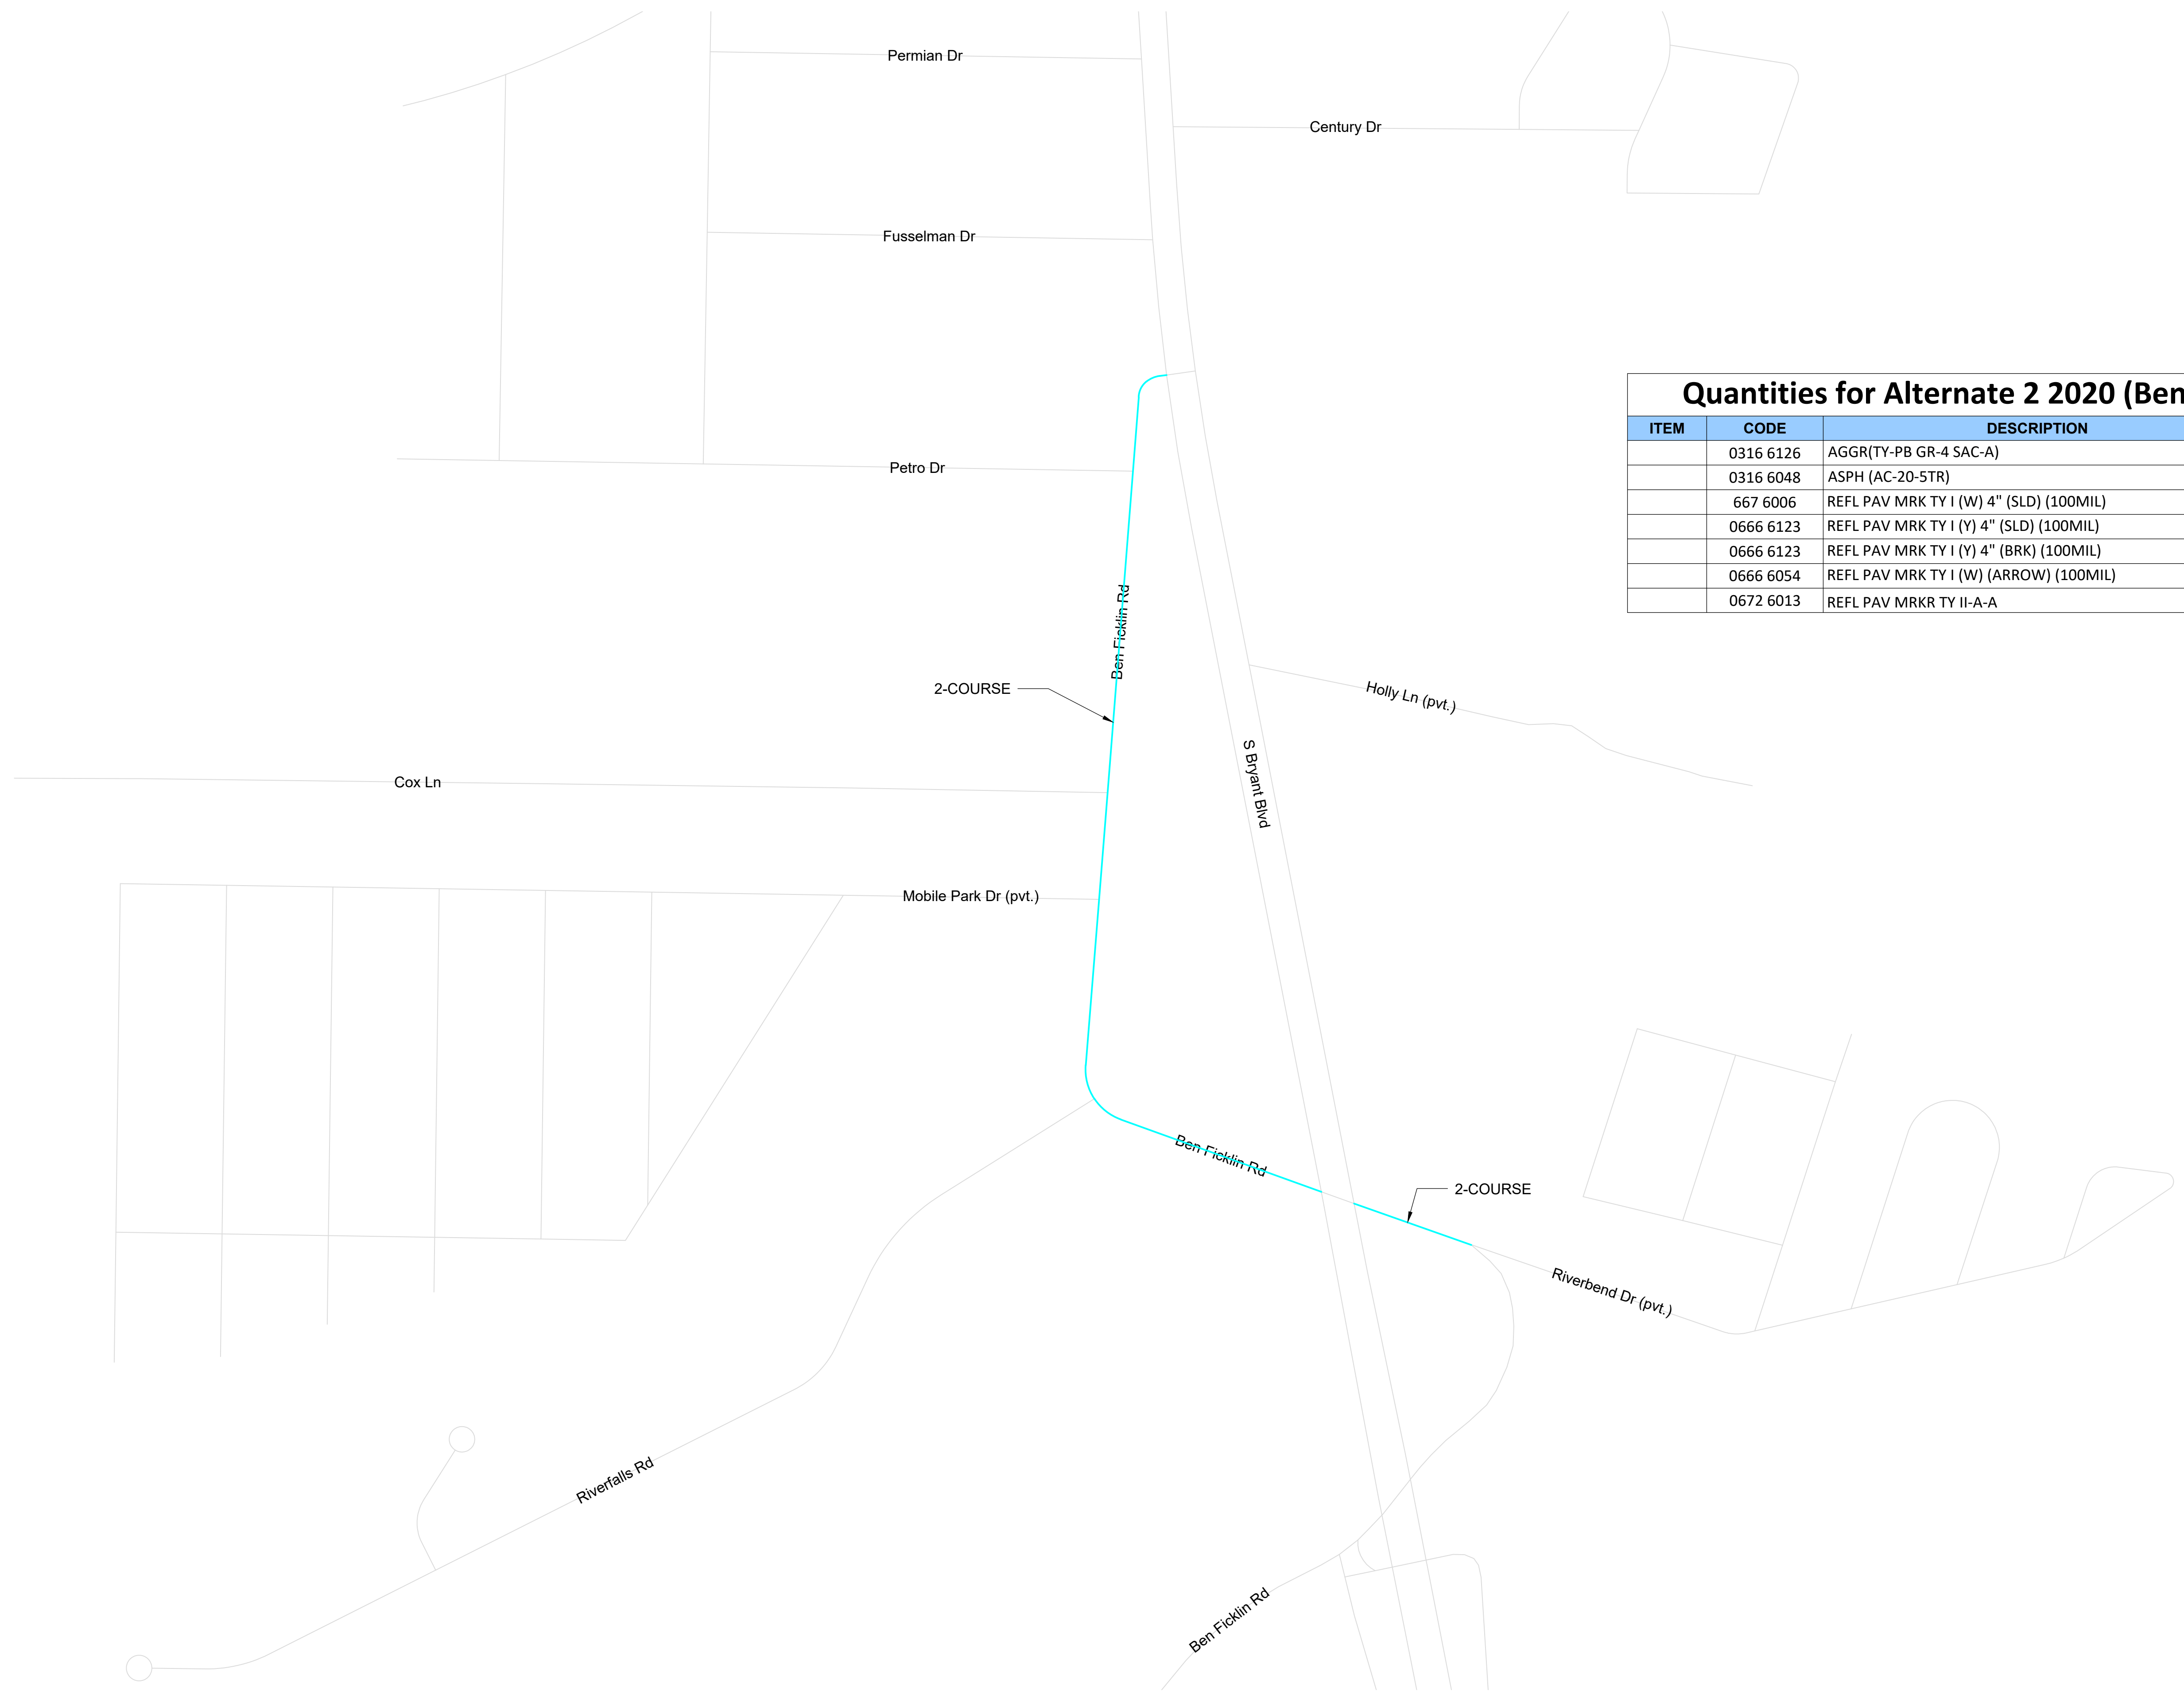 Permian Dr
Century Dr
Fusselman Dr
Quantities for Alternate 2 2020 (Ben
ITEM CODE DESCRIPTION
0316 6126 AGGR(TY-PB GR-4 SAC-A)
0316 6048 ASPH (AC-20-5TR)
667 6006 REFL PAV MRK TY I (W) 4" (SLD) (100MIL)
0666 6123 REFL PAV MRK TY I (Y) 4" (SLD) (100MIL)
0666 6123 REFL PAV MRK TY I (Y) 4" (BRK) (100MIL)
0666 6054 REFL PAV MRK TY I (W) (ARROW) (100MIL)
0672 6013 REFL PAV MRKR TY II-A-A
Petro Dr
Ben Ficklin Rd
2-COURSE
Holly Ln (pvt.)
S Bryant Blvd
Cox Ln
Mobile Park Dr (pvt.)
Ben Ficklin Rd
2-COURSE
Riverbend Dr (pvt.)
Riverfalls Rd
Ben Ficklin Rd